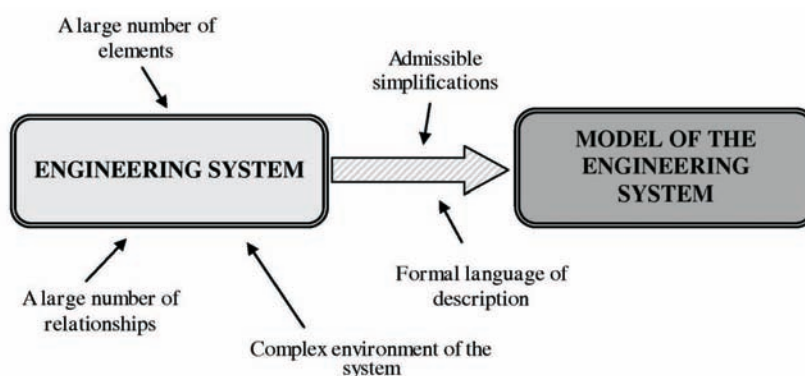 A large number of
elements
Admissible
simplifications
ENGINEERING SYSTEM
MODEL OF THE
ENGINEERING
SYSTEM
A large number of
relationships
Formal language of
description
Complex environment of the
system